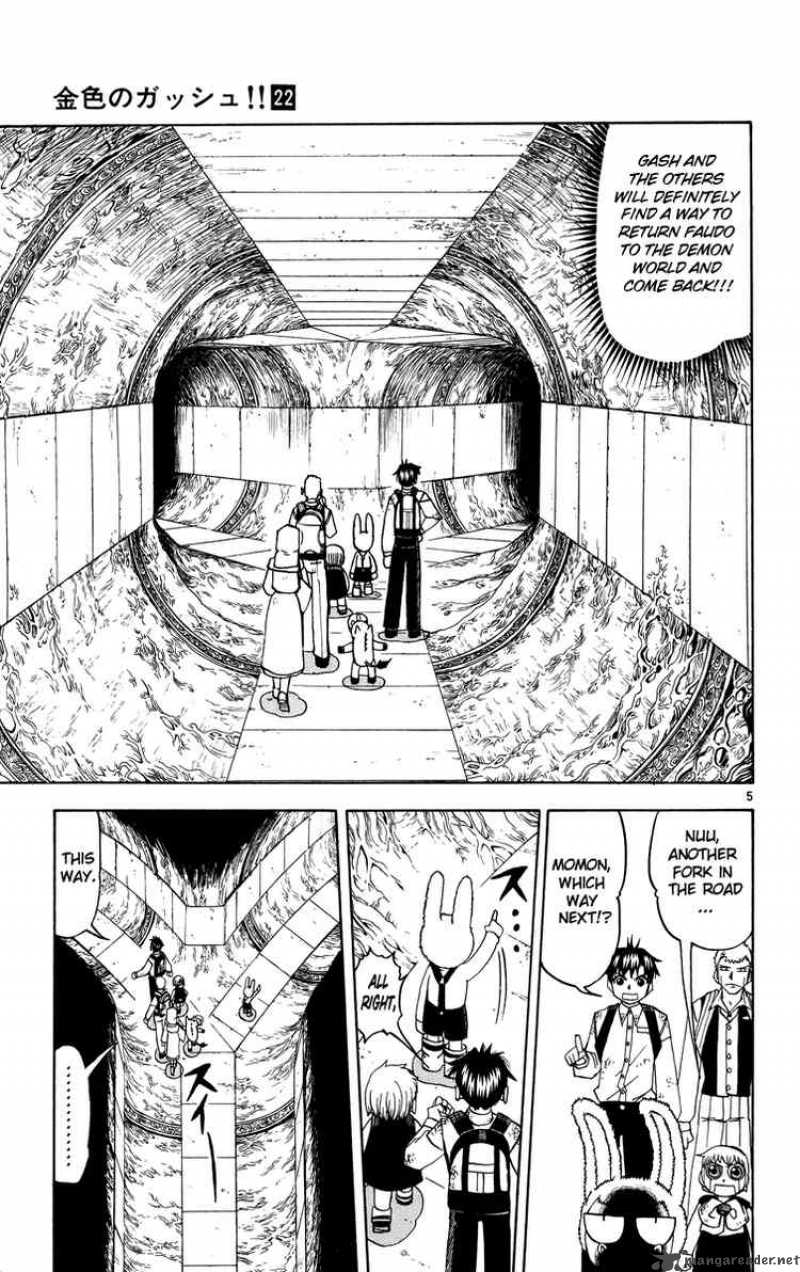 金色のガッシュ!! 22
GASH AND
THE OTHERS
WILL DEFINITELY
FIND A WAY TO
RETURN FAUDO
TO THE DEMON
WORLD AND
COME BACK!!!
5
NUU,
ANOTHER
FORK IN
THE ROAD
...
MOMON,
WHICH
WAY
NEXT!?
ス...
ALL
RIGHT,
THIS
WAY.
スイー
..........
mangareader.net